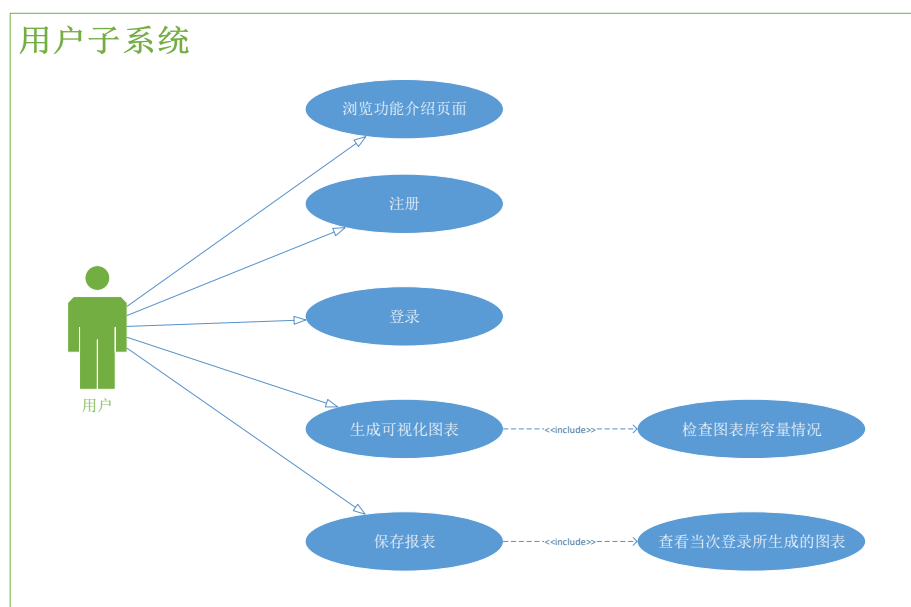 用户子系统
浏览功能介绍页面
注册
登录
用户
生成可视化图表
<<include>>
检查图表库容量情况
保存报表
<<include>>
查看当次登录所生成的图表